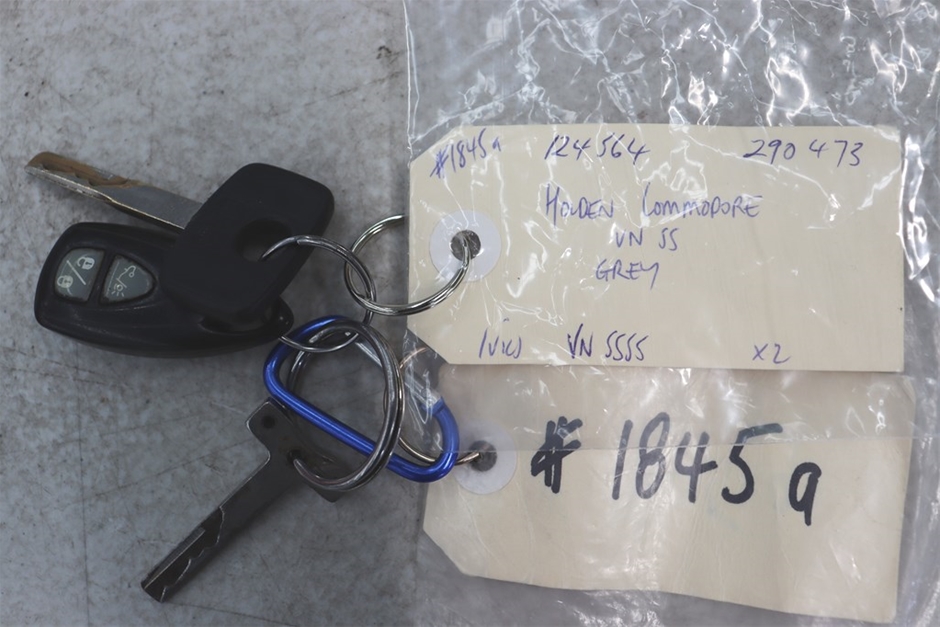 #1845a 124564 290473
HOLDEN COMMODORE
VN SS
GREY
(VIC) VN SSSS X2
# 1845a